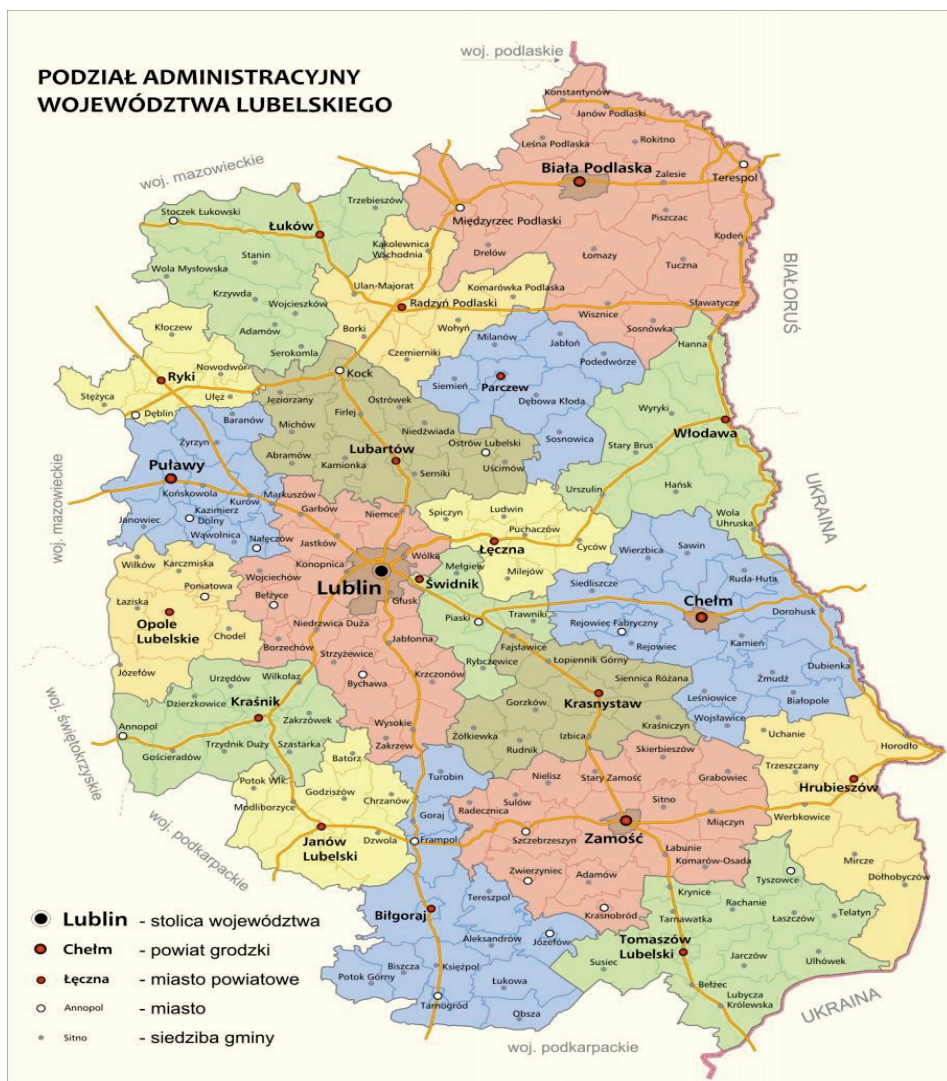 PODZIAŁ ADMINISTRACYJNY
WOJEWÓDZTWA LUBELSKIEGO
woj. podlaskie
woj. mazowieckie
Konstantynów
Janów Podlaski
Leśna Podlaska
Rokitno
Biała Podlaska
Terespol
Zalesie
Trzebieszów
Stoczek Łukowski
Międzyrzec Podlaski
Piszczac
Łuków
Kodeń
Kąkolewnica
Wschodnia
Stanin
Drelów
Łomazy
BIAŁORUŚ
Wola Mysłowska
Tuczna
Ulan-Majorat
Komarówka Podlaska
Krzywda
Wojcieszków
Radzyń Podlaski
Sławatycze
Wisznice
Kłoczew
Adamów
Borki
Wohyń
Sosnówka
Milanów
Jabłoń
Hanna
Serokomla
Czemierniki
Podedwórze
Nowodwór
Ryki
Kock
Siemień
Parczew
Stężyca
Ułęż
Jeziorzany
Ostrówek
Dębowa Kłoda
Dęblin
Baranów
Firlej
Wyryki
Michów
Niedźwiada
Włodawa
Żyrzyn
Ostrów Lubelski
Sosnowica
Stary Brus
Abramów
Lubartów
Puławy
Kamionka
Serniki
Uścimów
woj. mazowieckie
Końskowola
Kurów
Markuszów
Urszulin
Hańsk
UKRAINA
Garbów
Niemce
Spiczyn
Ludwin
Janowiec
Kazimierz
Dolny
Wola
Uhruska
Wąwolnica
Puchaczów
Nałęczów
Jastków
Łęczna
Cyców
Wierzbica
Sawin
Wilków
Karczmiska
Konopnica
Wólka
Mełgiew
Milejów
Wojciechów
Lublin
Świdnik
Siedliszcze
Ruda-Huta
Łaziska
Poniatowa
Bełżyce
Głusk
Chełm
Opole
Lubelskie
Niedrzwica Duża
Piaski
Trawniki
Dorohusk
Rejowiec Fabryczny
Chodel
Jabłonna
Fajsławice
Rejowiec
Kamień
Borzechów
Strzyżewice
Rybczewice
Łopiennik Górny
Dubienka
Józefów
Urzędów
Wilkołaz
Krzczonów
Siennica Różana
Żmudź
Bychawa
Dzierzkowice
Kraśnik
Gorzków
Krasnystaw
Leśniowice
Białopole
woj. świętokrzyskie
Zakrzówek
Wojsławice
Annopol
Wysokie
Żółkiewka
Izbica
Kraśniczyn
Uchanie
Gościeradów
Trzydnik Duży
Szastarka
Zakrzew
Rudnik
Skierbieszów
Horodło
Batorz
Turobin
Nielisz
Stary Zamość
Trzeszczany
Potok Wlk.
Godziszów
Grabowiec
Hrubieszów
Modliborzyce
Chrzanów
Sułów
Sitno
Goraj
Radecznica
Miączyn
Werbkowice
woj. podkarpackie
Janów
Lubelski
Dzwola
Frampol
Szczebrzeszyn
Zamość
Łabunie
Mircze
Zwierzyniec
Adamów
Komarów-Osada
Tyszowce
Dołhobyczów
Tereszpol
Krynice
Rachanie
Biłgoraj
Krasnobród
Tarnawatka
Łaszczów
Telatyn
Aleksandrów
Józefów
Tomaszów
Lubelski
Biszcza
Księżpol
Susiec
Jarczów
Ulhówek
Potok Górny
Łukowa
Bełżec
Tarnogród
Obsza
Lubycza
Królewska
UKRAINA
woj. podkarpackie
Lublin - stolica województwa
Chełm - powiat grodzki
Łęczna - miasto powiatowe
Annopol - miasto
Sitno - siedziba gminy